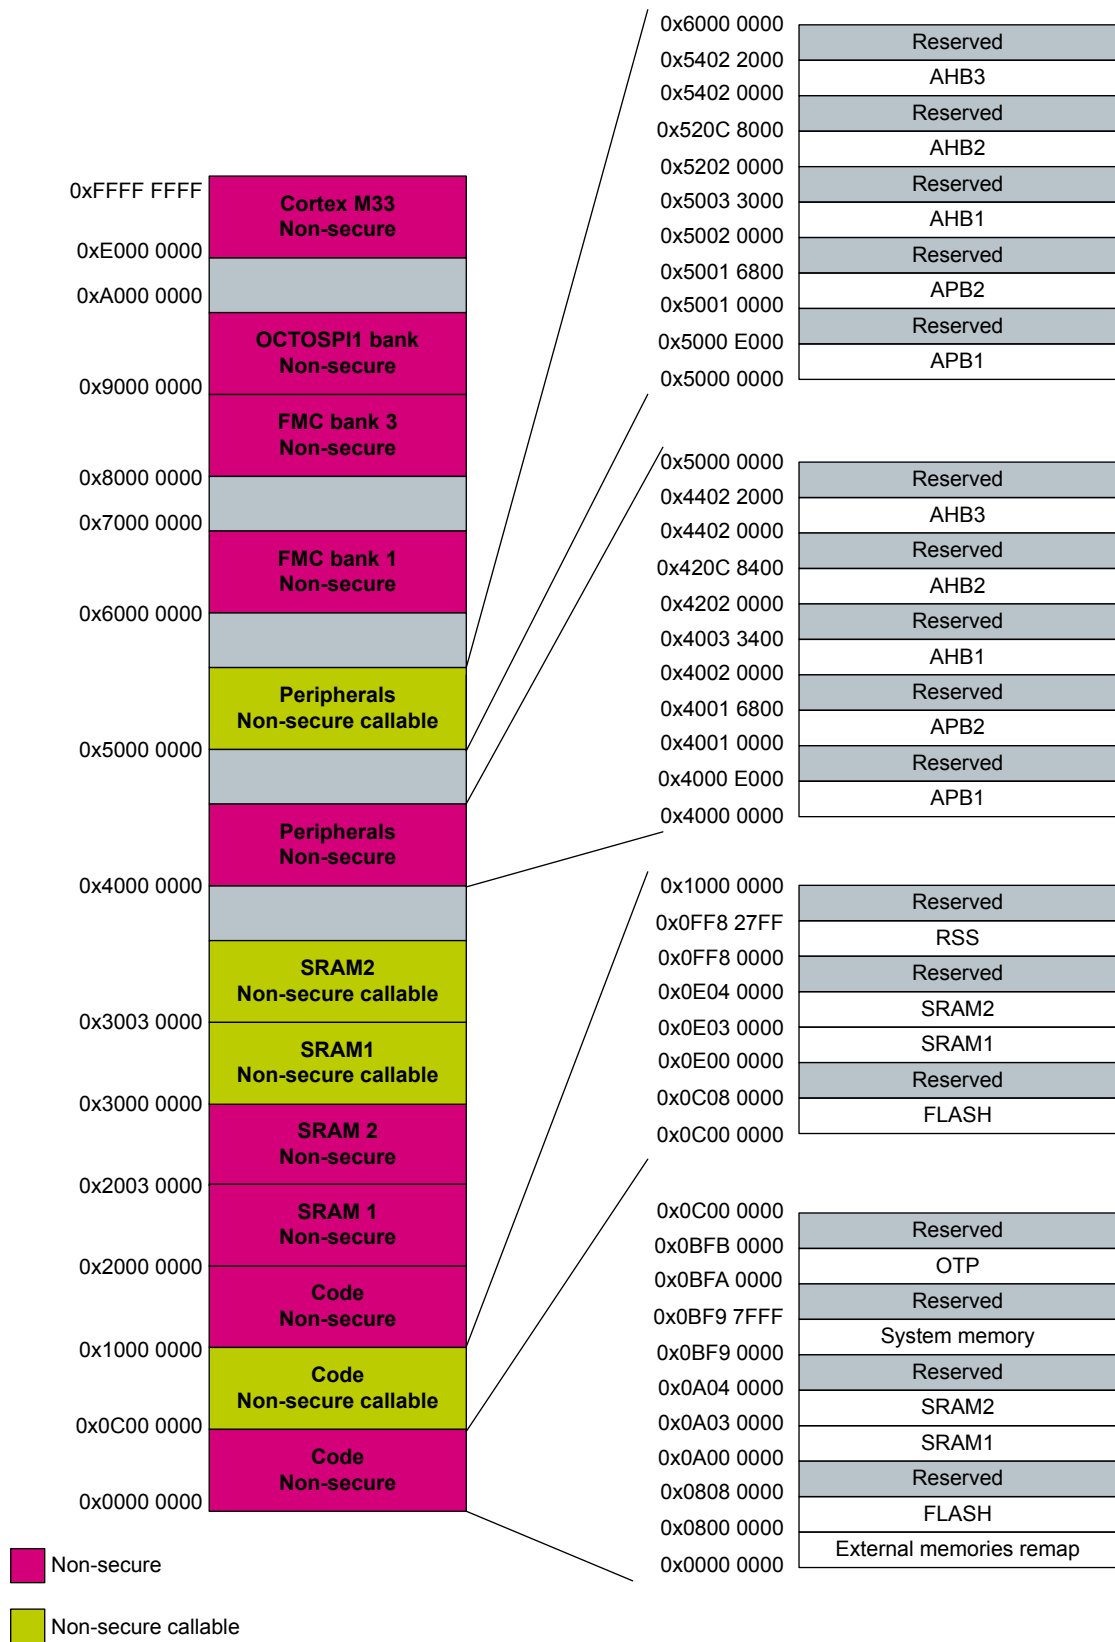 0xFFFF FFFF
Cortex M33
Non-secure
0xE000 0000
0xA000 0000
OCTOSPI1 bank
Non-secure
0x9000 0000
FMC bank 3
Non-secure
0x8000 0000
0x7000 0000
FMC bank 1
Non-secure
0x6000 0000
Peripherals
Non-secure callable
0x5000 0000
Peripherals
Non-secure
0x4000 0000
SRAM2
Non-secure callable
0x3003 0000
SRAM1
Non-secure callable
0x3000 0000
SRAM 2
Non-secure
0x2003 0000
SRAM 1
Non-secure
0x2000 0000
Code
Non-secure
0x1000 0000
Code
Non-secure callable
0x0C00 0000
Code
Non-secure
0x0000 0000
Non-secure
Non-secure callable
0x6000 0000
Reserved
0x5402 2000
AHB3
0x5402 0000
Reserved
0x520C 8000
AHB2
0x5202 0000
Reserved
0x5003 3000
AHB1
0x5002 0000
Reserved
0x5001 6800
APB2
0x5001 0000
Reserved
0x5000 E000
APB1
0x5000 0000
0x5000 0000
Reserved
0x4402 2000
AHB3
0x4402 0000
Reserved
0x420C 8400
AHB2
0x4202 0000
Reserved
0x4003 3400
AHB1
0x4002 0000
Reserved
0x4001 6800
APB2
0x4001 0000
Reserved
0x4000 E000
APB1
0x4000 0000
0x1000 0000
Reserved
0x0FF8 27FF
RSS
0x0FF8 0000
Reserved
0x0E04 0000
SRAM2
0x0E03 0000
SRAM1
0x0E00 0000
Reserved
0x0C08 0000
FLASH
0x0C00 0000
0x0C00 0000
Reserved
0x0BFB 0000
OTP
0x0BFA 0000
Reserved
0x0BF9 7FFF
System memory
0x0BF9 0000
Reserved
0x0A04 0000
SRAM2
0x0A03 0000
SRAM1
0x0A00 0000
Reserved
0x0808 0000
FLASH
0x0800 0000
External memories remap
0x0000 0000